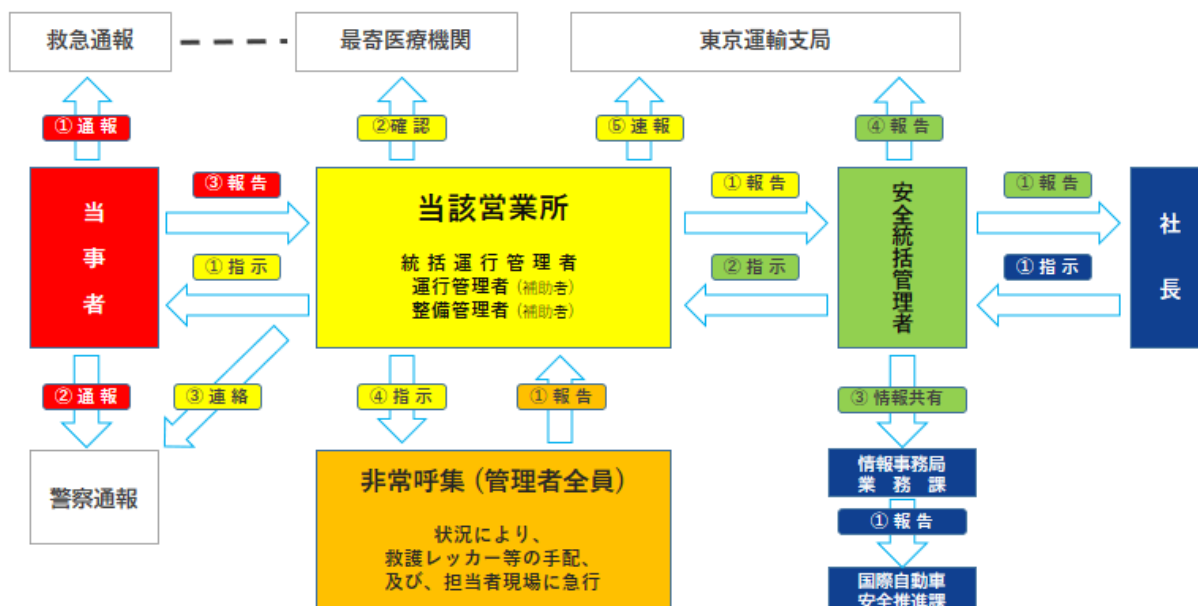 救急通報
最寄医療機関
東京運輸支局
① 通 報
②確 認
⑤ 速 報
④ 報 告
当事者
③ 報 告
① 指 示
当該営業所
統 括 運 行 管 理 者
運行管理者 (補助者)
整備管理者 (補助者)
① 報 告
② 指 示
安全統括管理者
① 報 告
① 指 示
社長
② 通 報
③ 連 絡
④ 指 示
① 報 告
③ 情報共有
警察通報
非常呼集 (管理者全員)
状況により、
救護レッカー等の手配、
及び、担当者現場に急行
情報事務局
業 務 課
① 報 告
国際自動車
安全推進課